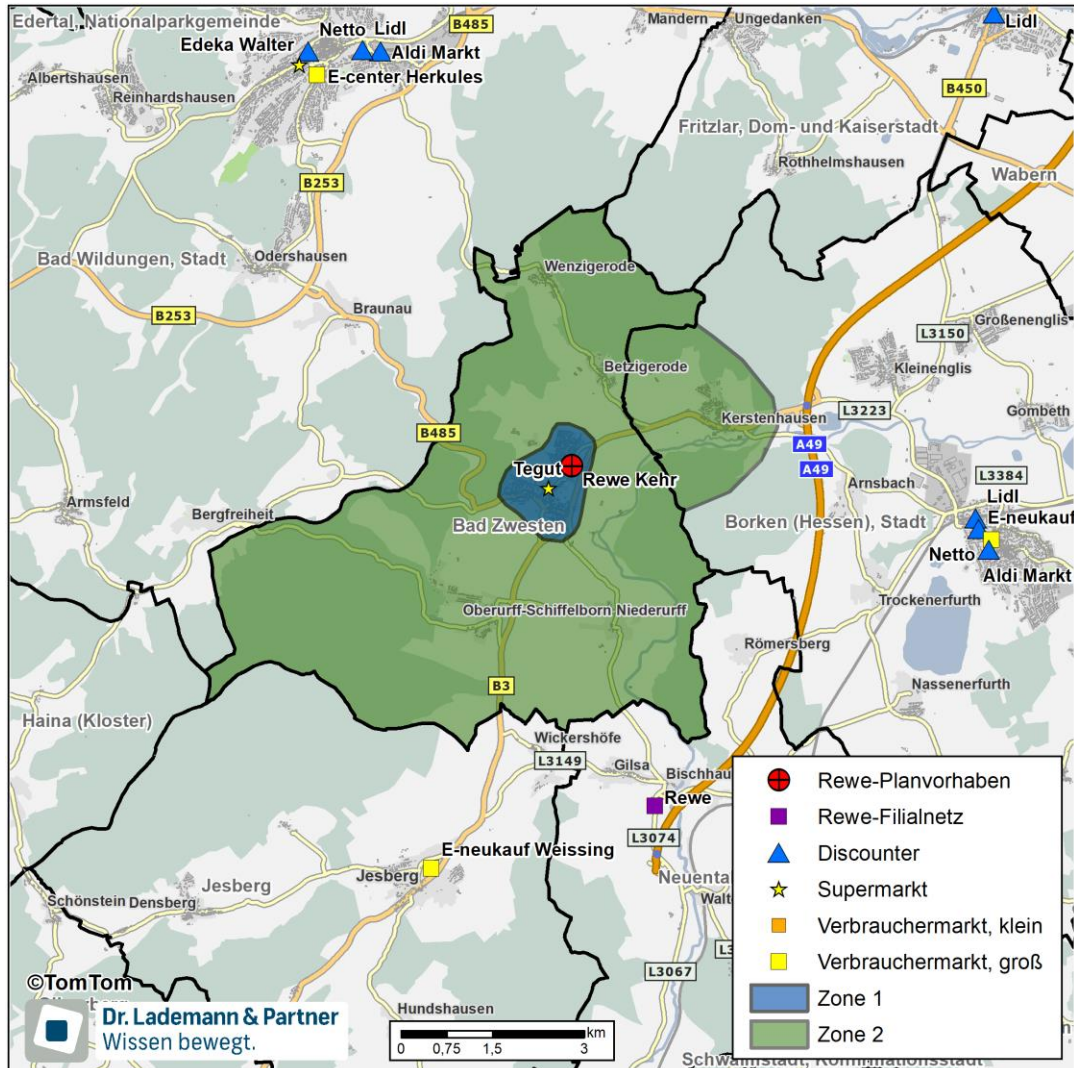 Edertal, Nationalparkgemeinde
B485
Netto Lidl
Edeka Walter
Aldi Markt
E-center Herkules
Albertshausen
Reinhardshausen
Mandern
Ungedanken
Lidl
B450
Fritzlar, Dom- und Kaiserstadt
Rothhelmshausen
Wabern
B253
Bad Wildungen, Stadt
Odershausen
Wenzigerode
B253
Braunau
L3150
Großenenglis
Betzigerode
Kleinenglis
Kerstenhausen
L3223
Gombeth
B485
A49
Tegut
Rewe Kehr
A49
L3384
Armsfeld
Bergfreiheit
Bad Zwesten
Arnsbach
Borken (Hessen), Stadt
Lidl
E-neukauf
Netto
Aldi Markt
Oberurff-Schiffelborn
Niederurff
Trockenerfurth
Römersberg
B3
Nassenerfurth
Haina (Kloster)
Wickershöfe
L3149
Gilsa
Rewe
L3074
E-neukauf Weissing
Jesberg
Jesberg
Schönstein
Densberg
L3067
Hundshausen
©TomTom
Dr. Lademann & Partner
Wissen bewegt.
km
0 0,75 1,5 3
Rewe-Planvorhaben
Rewe-Filialnetz
Discounter
Supermarkt
Verbrauchermarkt, klein
Verbrauchermarkt, groß
Zone 1
Zone 2